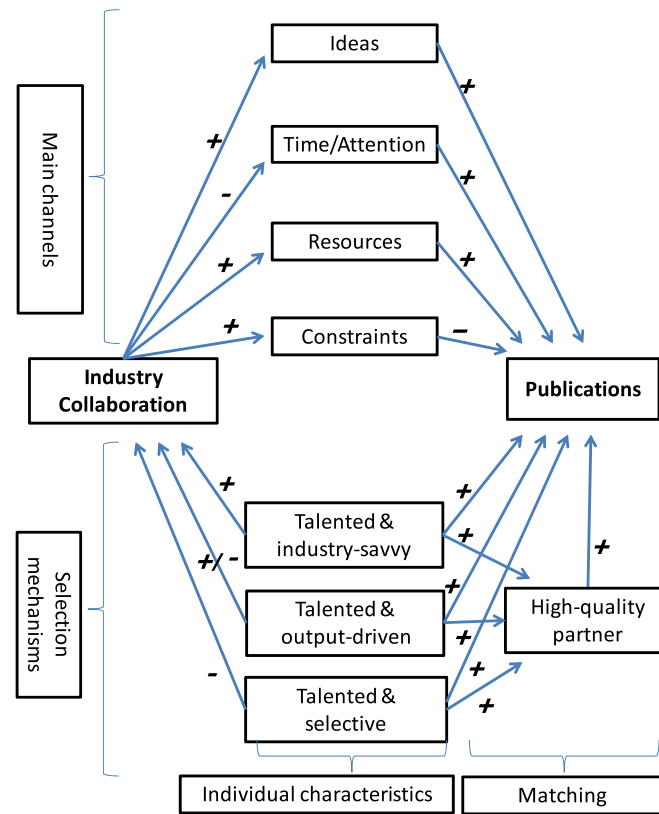 Ideas
+
+
Time/Attention
-
+
Main channels
Resources
+
+
Constraints
+
–
Industry
Collaboration
Publications
Talented &
industry-savvy
+
+
+
+
+/-
Talented &
output-driven
+
+
High-quality
partner
Selection
mechanisms
Talented &
selective
-
+
+
Individual characteristics
Matching